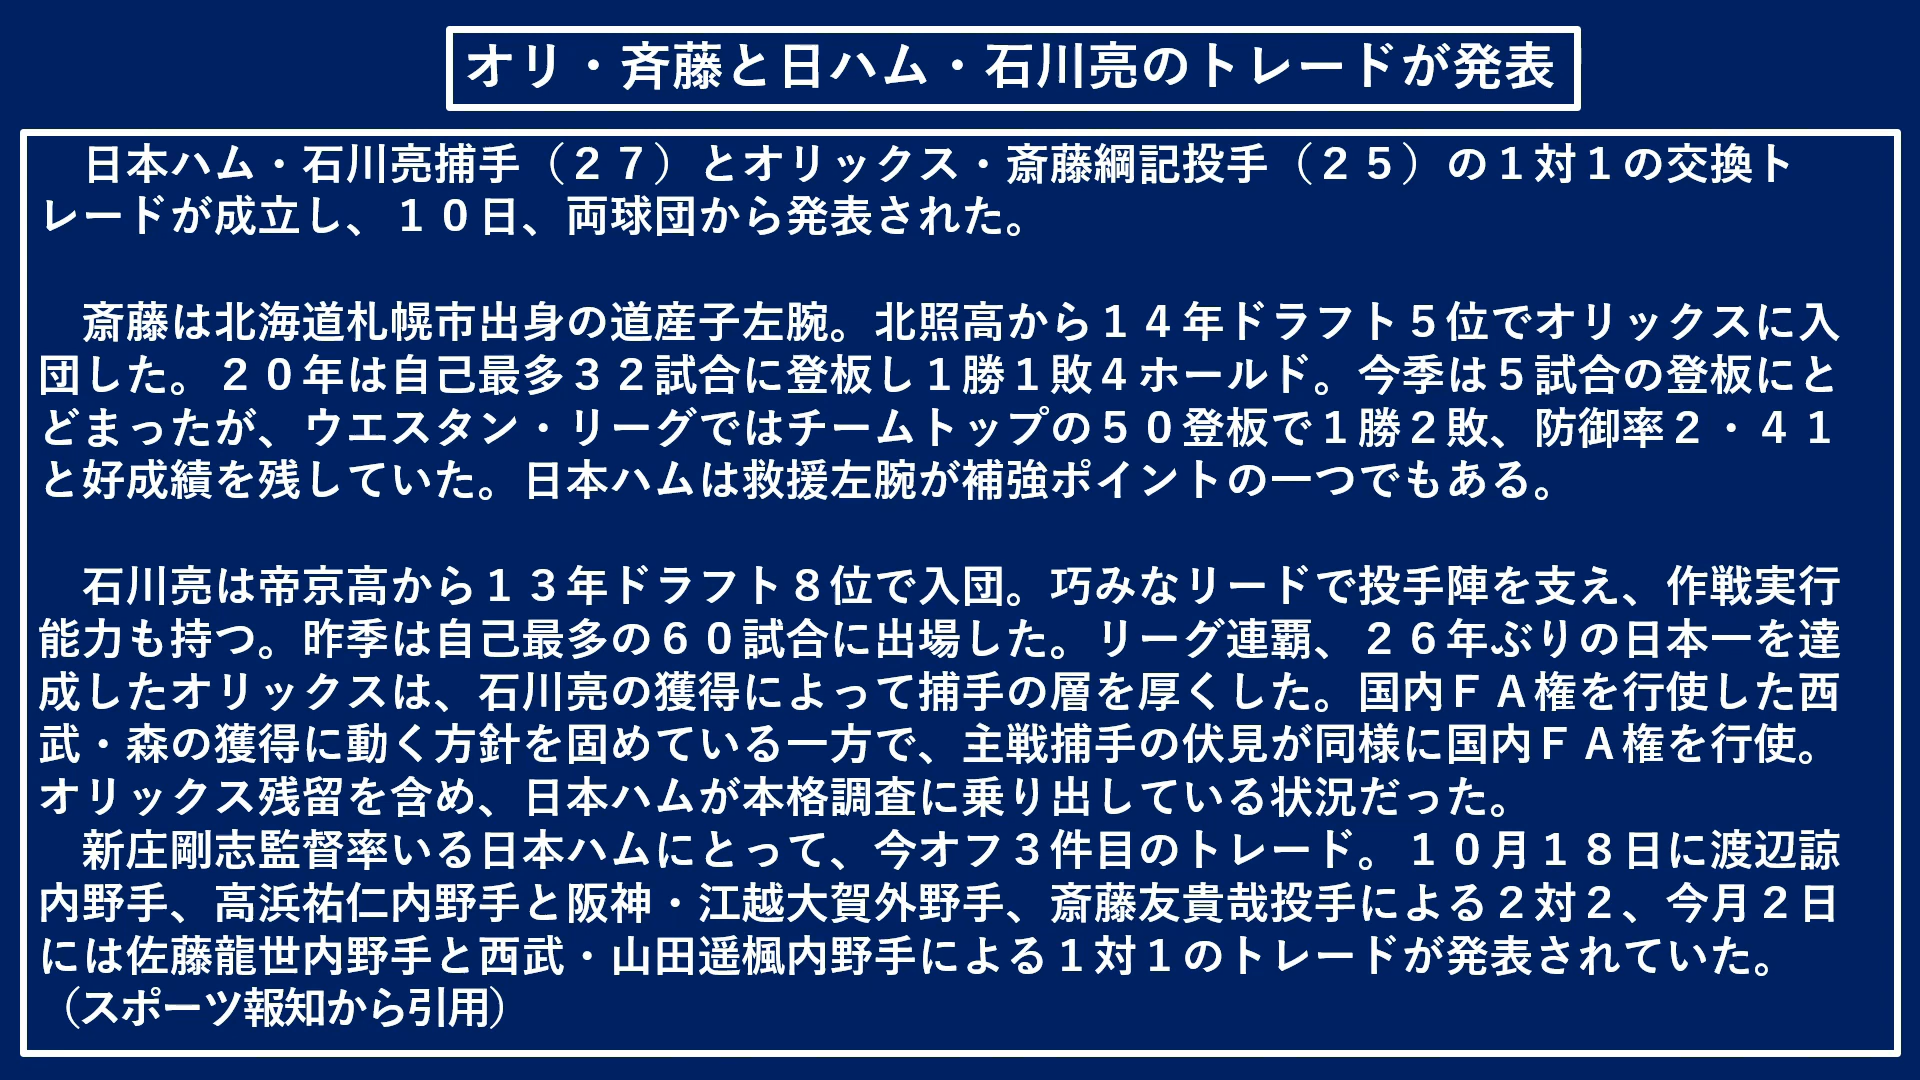 オリ・斉藤と日ハム・石川亮のトレードが発表
　日本ハム・石川亮捕手（２７）とオリックス・斎藤綱記投手（２５）の１対１の交換ト
レードが成立し、１０日、両球団から発表された。
　斎藤は北海道札幌市出身の道産子左腕。北照高から１４年ドラフト５位でオリックスに入
団した。２０年は自己最多３２試合に登板し１勝１敗４ホールド。今季は５試合の登板にと
どまったが、ウエスタン・リーグではチームトップの５０登板で１勝２敗、防御率２・４１
と好成績を残していた。日本ハムは救援左腕が補強ポイントの一つでもある。
　石川亮は帝京高から１３年ドラフト８位で入団。巧みなリードで投手陣を支え、作戦実行
能力も持つ。昨季は自己最多の６０試合に出場した。リーグ連覇、２６年ぶりの日本一を達
成したオリックスは、石川亮の獲得によって捕手の層を厚くした。国内ＦＡ権を行使した西
武・森の獲得に動く方針を固めている一方で、主戦捕手の伏見が同様に国内ＦＡ権を行使。
オリックス残留を含め、日本ハムが本格調査に乗り出している状況だった。
　新庄剛志監督率いる日本ハムにとって、今オフ３件目のトレード。１０月１８日に渡辺諒
内野手、高浜祐仁内野手と阪神・江越大賀外野手、斎藤友貴哉投手による２対２、今月２日
には佐藤龍世内野手と西武・山田遥楓内野手による１対１のトレードが発表されていた。
（スポーツ報知から引用）